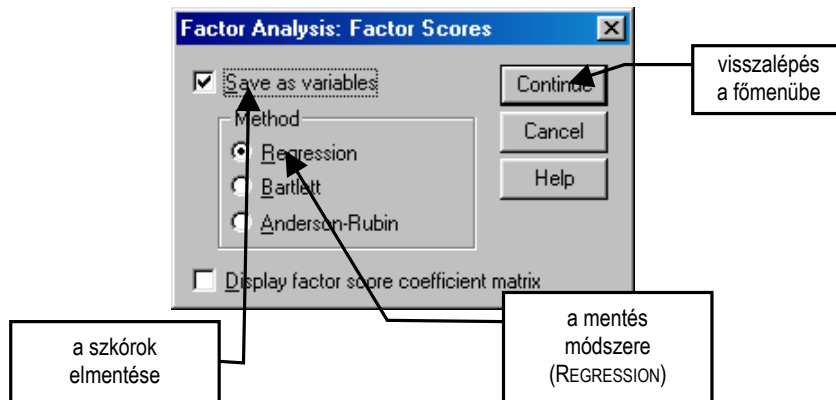 Factor Analysis: Factor Scores
Save as variables
Method
Regression
Bartlett
Anderson-Rubin
Display factor score coefficient matrix
Continue
Cancel
Help
visszalépés
a főmenübe
a szkórok
elmentése
a mentés
módszere
(REGRESSION)